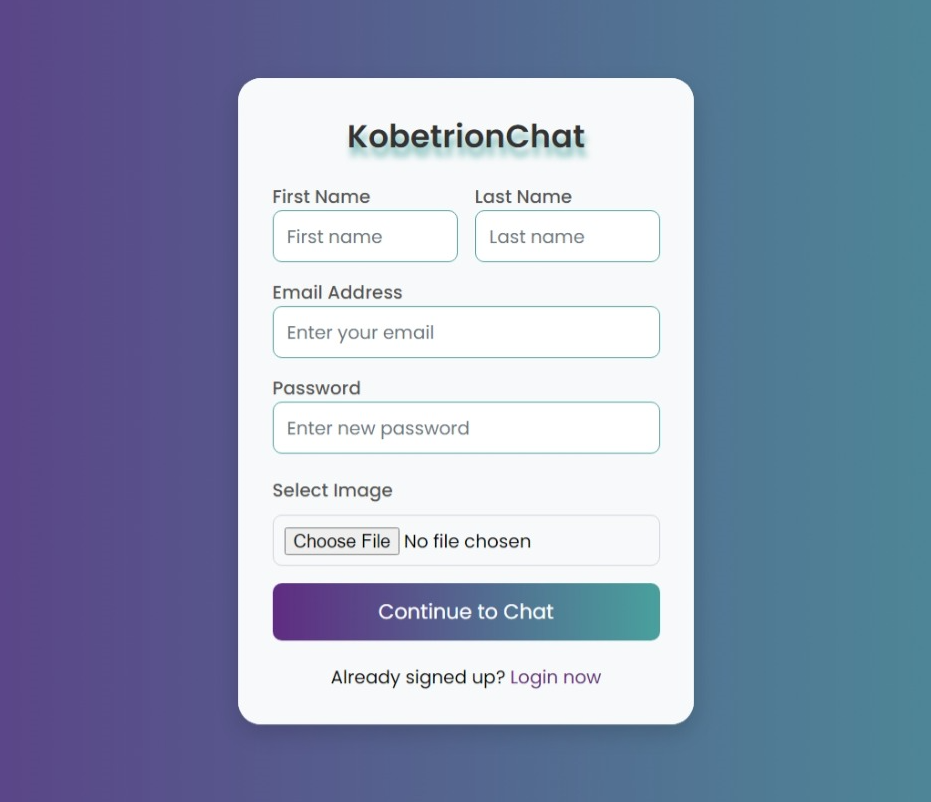 KobetrionChat
First Name Last Name
First name Last name
Email Address
Enter your email
Password
Enter new password
Select Image
Choose File No file chosen
Continue to Chat
Already signed up? Login now